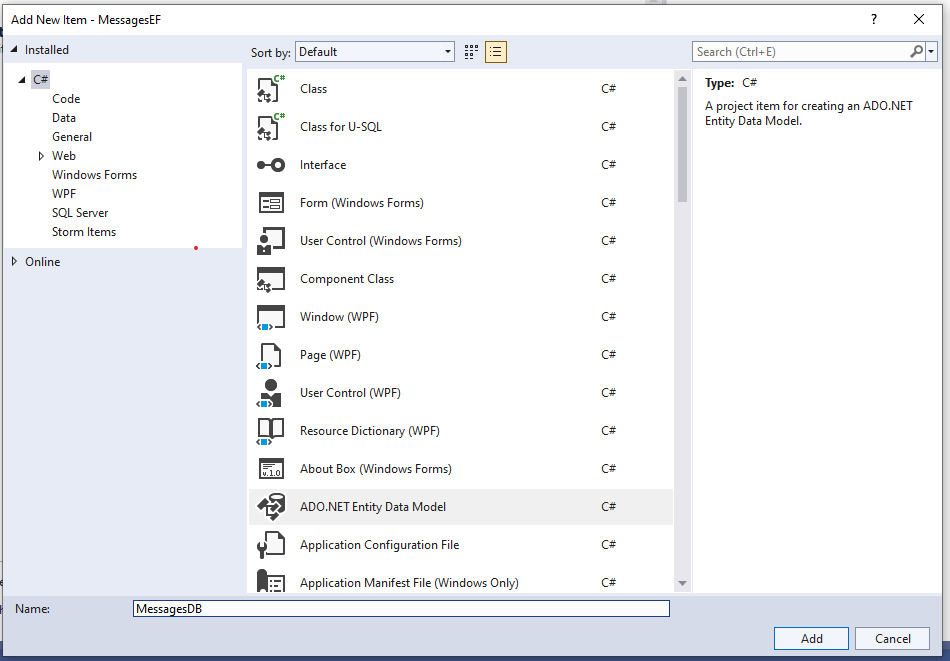 Add New Item - MessagesEF
?
Installed
Sort by: Default
Search (Ctrl+E)
C#
Code
Data
General
Web
Windows Forms
WPF
SQL Server
Storm Items
Online
Class C#
Class for U-SQL C#
Interface C#
Form (Windows Forms) C#
User Control (Windows Forms) C#
Component Class C#
Window (WPF) C#
Page (WPF) C#
User Control (WPF) C#
Resource Dictionary (WPF) C#
About Box (Windows Forms) C#
ADO.NET Entity Data Model C#
Application Configuration File C#
Application Manifest File (Windows Only) C#
Type: C#
A project item for creating an ADO.NET
Entity Data Model.
Name: MessagesDB
Add Cancel